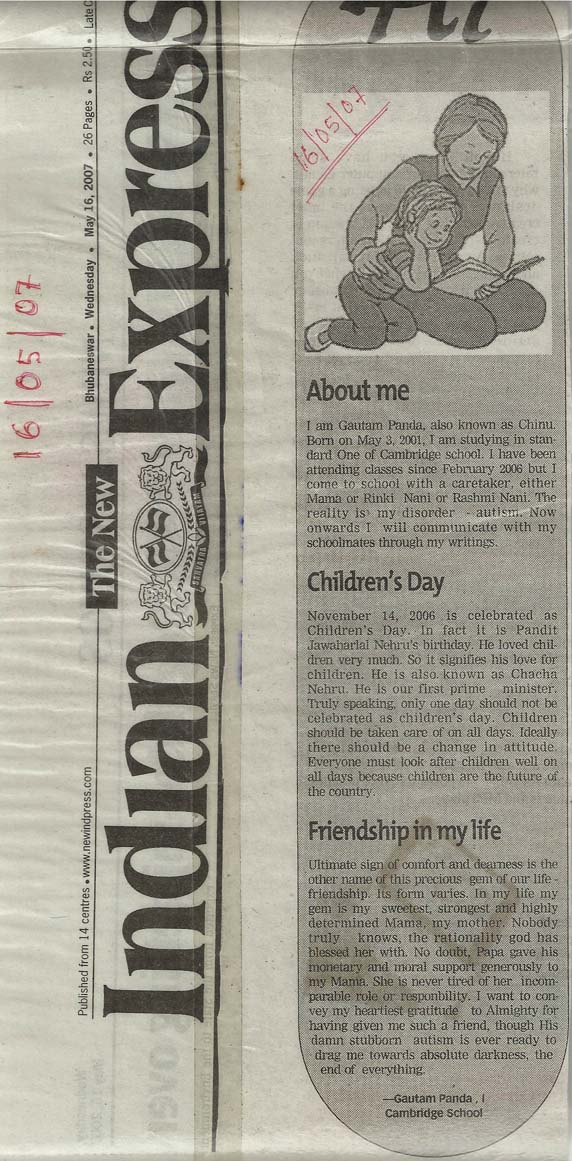 16/05/07
Published from 14 centres • www.newindpress.com
Bhubaneswar • Wednesday • May 16, 2007 • 26 Pages • Rs 2.50 • Late C
The New
Indian Express
16/05/07
About me
I am Gautam Panda, also known as Chinu.
Born on May 3, 2001, I am studying in stan-
dard One of Cambridge school. I have been
attending classes since February 2006 but I
come to school with a caretaker, either
Mama or Rinki Nani or Rashmi Nani. The
reality is my disorder - autism. Now
onwards I will communicate with my
schoolmates through my writings.
Children's Day
November 14, 2006 is celebrated as
Children's Day. In fact it is Pandit
Jawaharlal Nehru's birthday. He loved chil-
dren very much. So it signifies his love for
children. He is also known as Chacha
Nehru. He is our first prime minister.
Truly speaking, only one day should not be
celebrated as children's day. Children
should be taken care of on all days. Ideally
there should be a change in attitude.
Everyone must look after children well on
all days because children are the future of
the country.
Friendship in my life
Ultimate sign of comfort and dearness is the
other name of this precious gem of our life -
friendship. Its form varies. In my life my
gem is my sweetest, strongest and highly
determined Mama, my mother. Nobody
truly knows, the rationality god has
blessed her with. No doubt, Papa gave his
monetary and moral support generously to
my Mama. She is never tired of her incom-
parable role or responbility. I want to con-
vey my heartiest gratitude to Almighty for
having given me such a friend, though His
damn stubborn autism is ever ready to
drag me towards absolute darkness, the
end of everything.
—Gautam Panda , I
Cambridge School